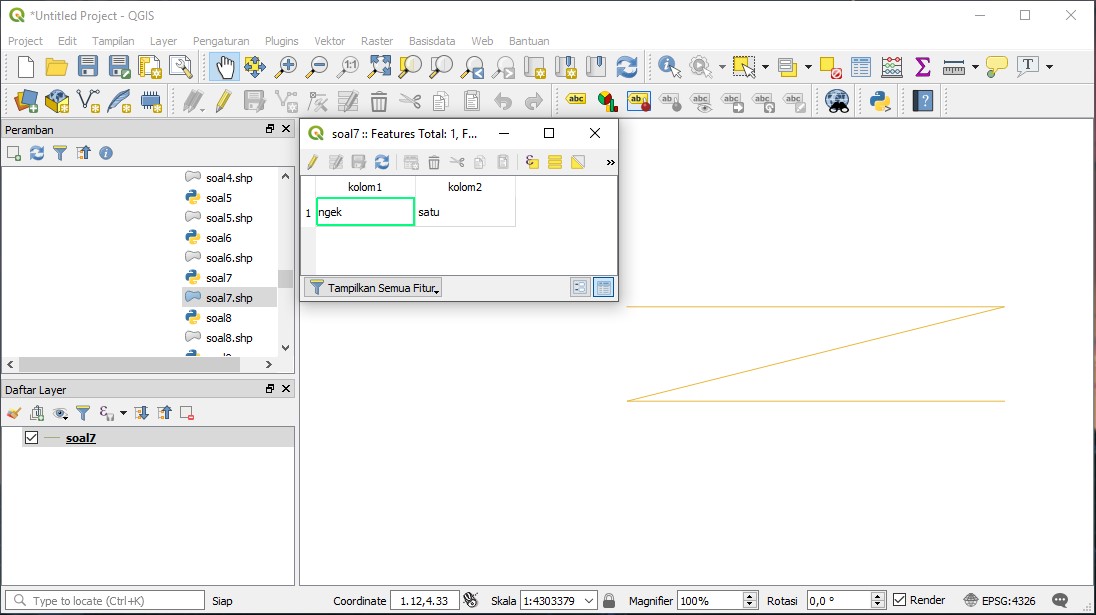 *Untitled Project - QGIS
Project Edit Tampilan Layer Pengaturan Plugins Vektor Raster Basisdata Web Bantuan
Peramban
soal4.shp
soal5
soal5.shp
soal6
soal6.shp
soal7
soal7.shp
soal8
soal8.shp
soal7 :: Features Total: 1, F...
kolom1 kolom2
1 ngek satu
Tampilkan Semua Fitur
Daftar Layer
soal7
Type to locate (Ctrl+K) Siap Coordinate 1.12,4.33 Skala 1:4303379 Magnifier 100% Rotasi 0,0 ° Render EPSG:4326